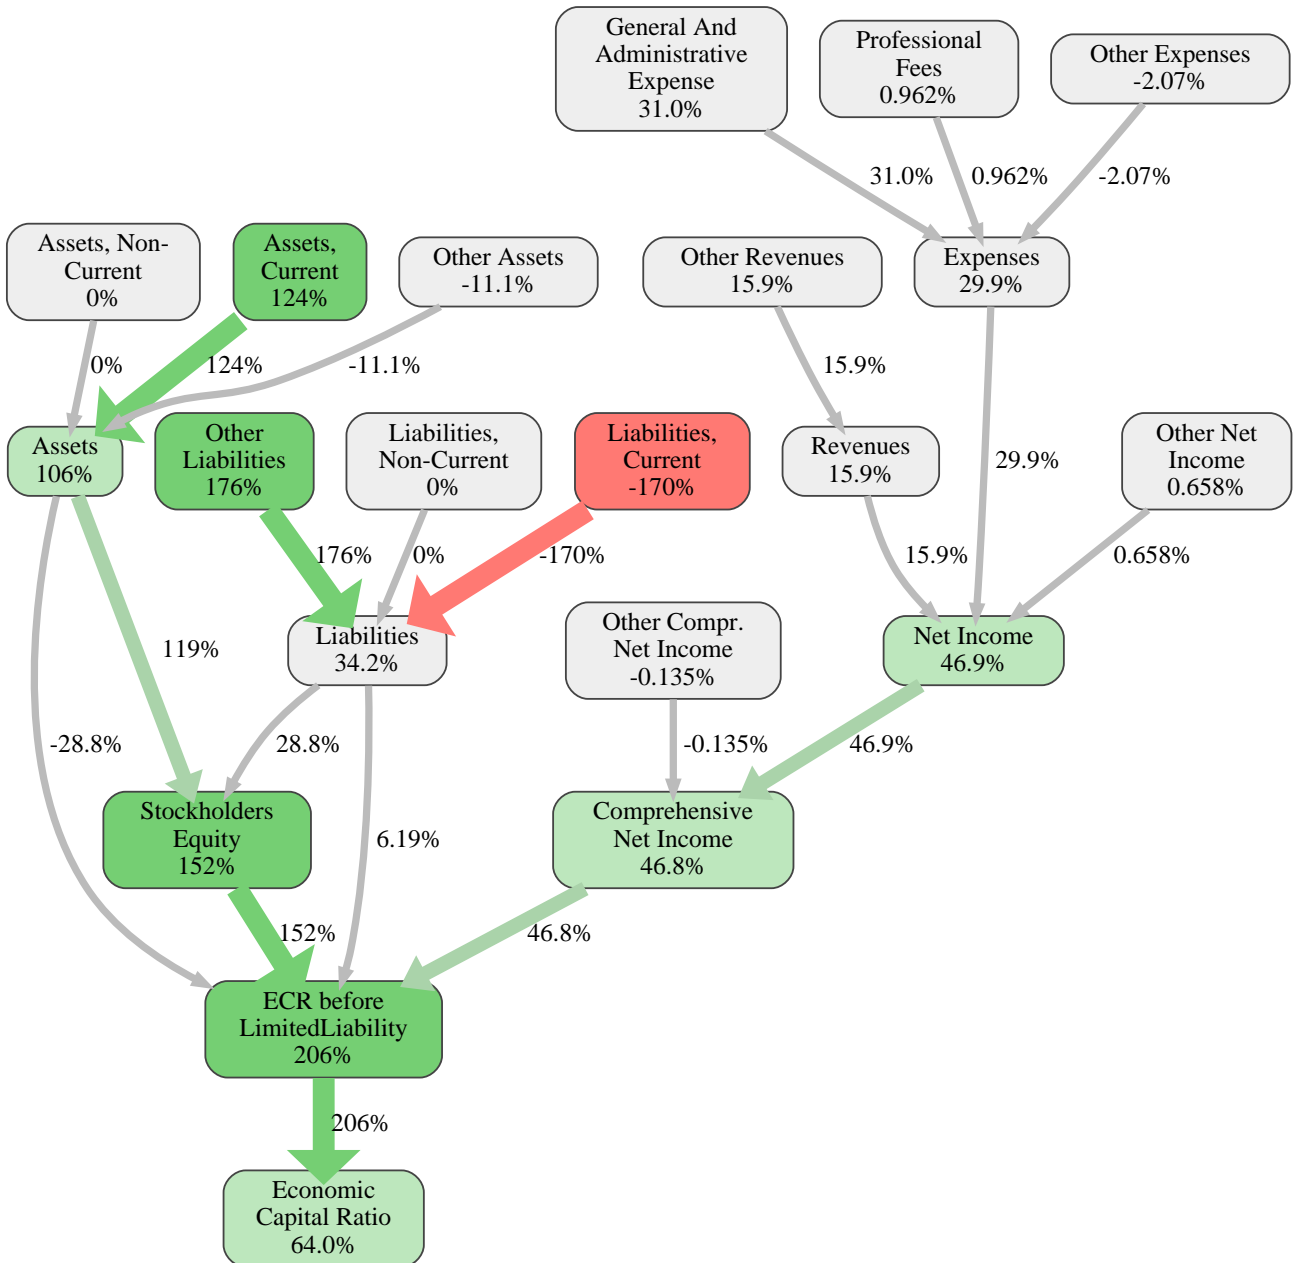 General And
Administrative
Expense
31.0%
Professional
Fees
0.962%
Other Expenses
-2.07%
31.0%
0.962%
-2.07%
Assets, Non-
Current
0%
Assets,
Current
124%
Other Assets
-11.1%
Other Revenues
15.9%
Expenses
29.9%
0%
124%
-11.1%
15.9%
Assets
106%
Other
Liabilities
176%
Liabilities,
Non-Current
0%
Liabilities,
Current
-170%
Revenues
15.9%
29.9%
Other Net
Income
0.658%
176%
0%
-170%
15.9%
0.658%
119%
Liabilities
34.2%
Other Compr.
Net Income
-0.135%
Net Income
46.9%
-28.8%
28.8%
-0.135%
46.9%
Stockholders
Equity
152%
6.19%
Comprehensive
Net Income
46.8%
152%
46.8%
ECR before
LimitedLiability
206%
206%
Economic
Capital Ratio
64.0%